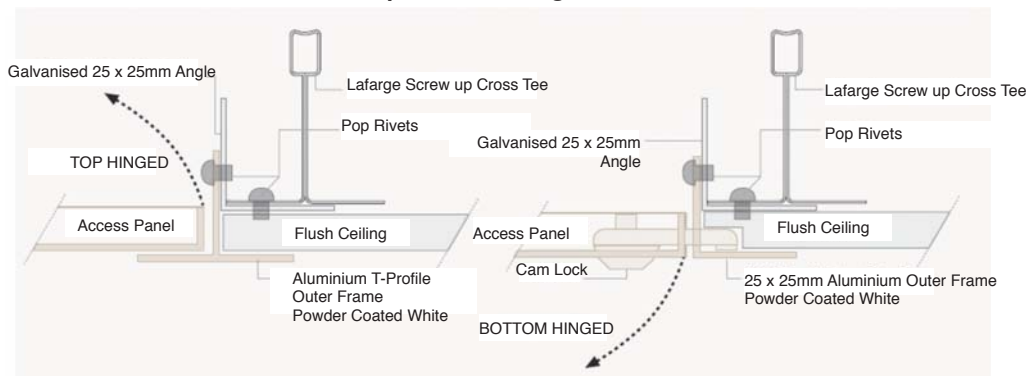 Galvanised 25 x 25mm Angle
Lafarge Screw up Cross Tee
Pop Rivets
TOP HINGED
Access Panel
Flush Ceiling
Aluminium T-Profile
Outer Frame
Powder Coated White
Lafarge Screw up Cross Tee
Pop Rivets
Galvanised 25 x 25mm
Angle
Access Panel
Flush Ceiling
Cam Lock
25 x 25mm Aluminium Outer Frame
Powder Coated White
BOTTOM HINGED